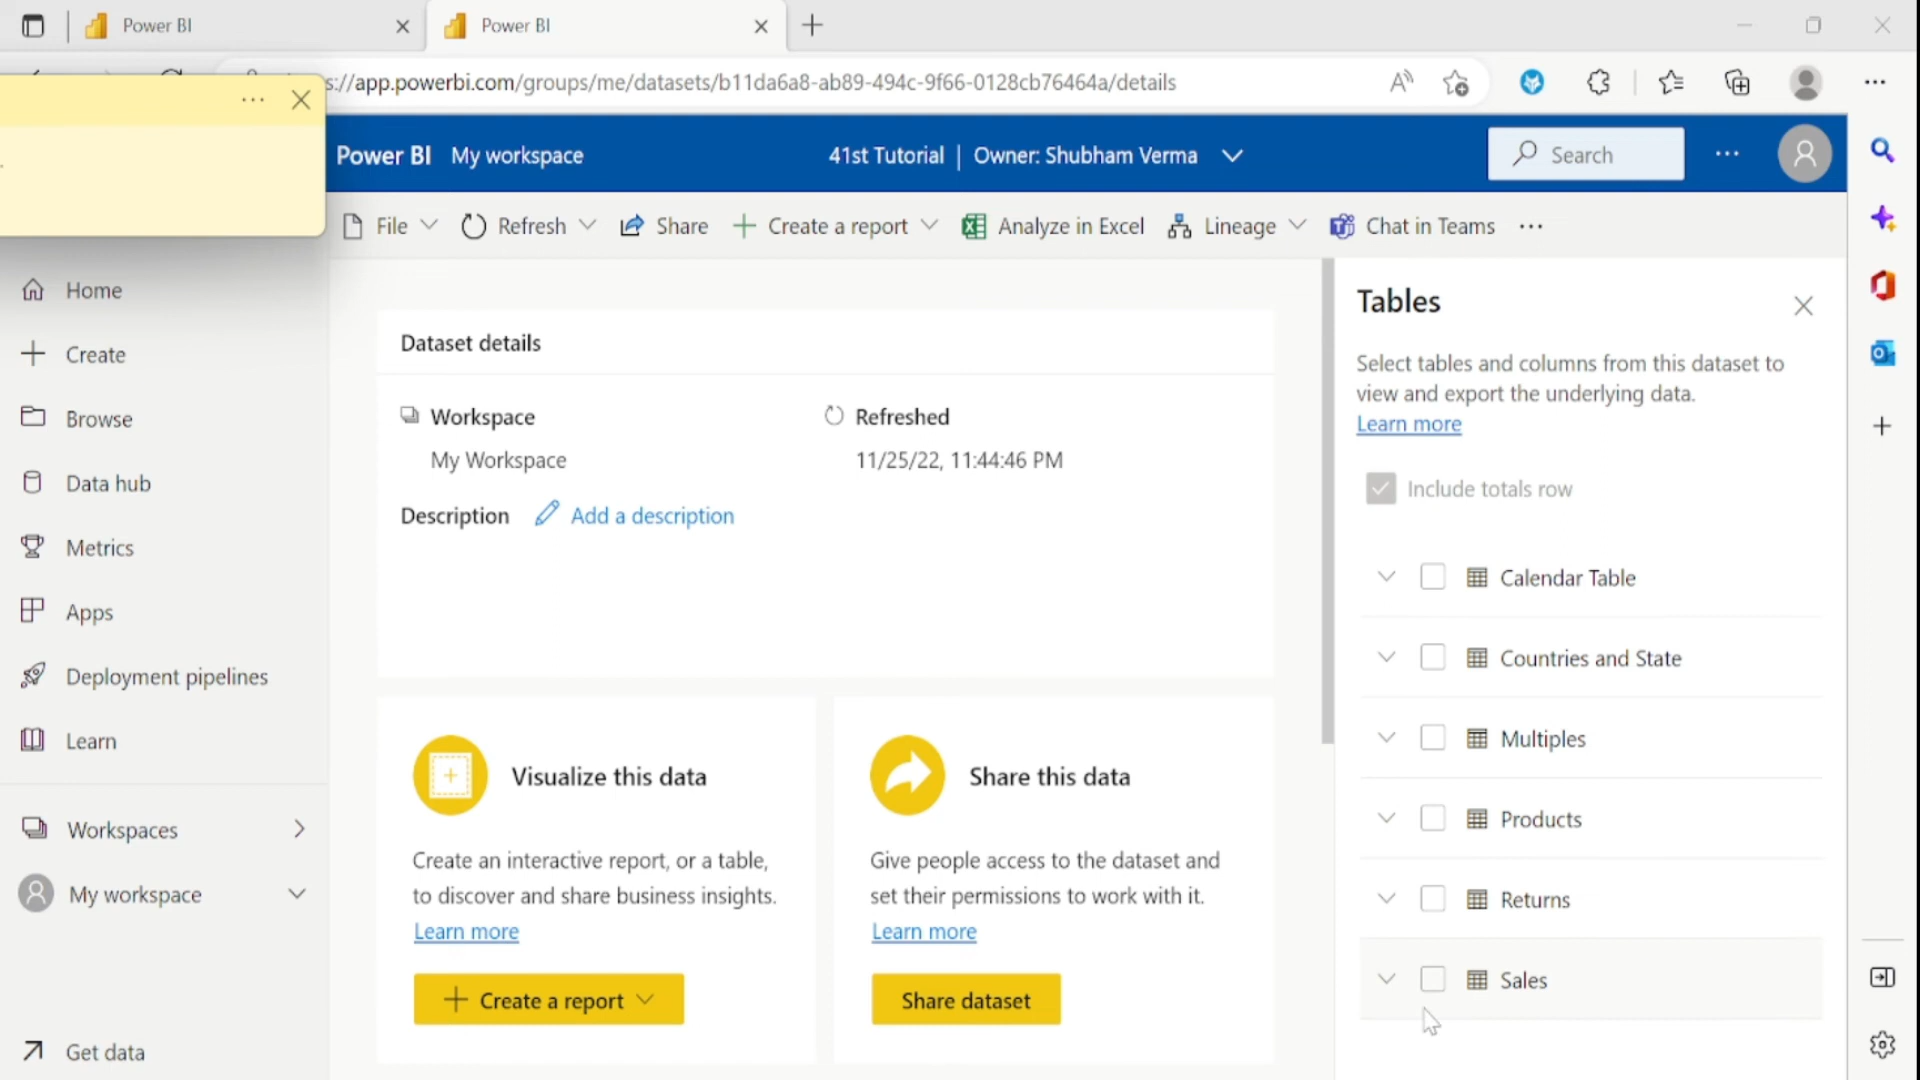 Power BI
Power BI
s://app.powerbi.com/groups/me/datasets/b11da6a8-ab89-494c-9f66-0128cb76464a/details
Power BI My workspace
41st Tutorial | Owner: Shubham Verma
Search
File
Refresh
Share
Create a report
Analyze in Excel
Lineage
Chat in Teams
Home
Create
Browse
Data hub
Metrics
Apps
Deployment pipelines
Learn
Workspaces
My workspace
Get data
Dataset details
Workspace
My Workspace
Refreshed
11/25/22, 11:44:46 PM
Description
Add a description
Visualize this data
Create an interactive report, or a table,
to discover and share business insights.
Learn more
Create a report
Share this data
Give people access to the dataset and
set their permissions to work with it.
Learn more
Share dataset
Tables
Select tables and columns from this dataset to
view and export the underlying data.
Learn more
Include totals row
Calendar Table
Countries and State
Multiples
Products
Returns
Sales